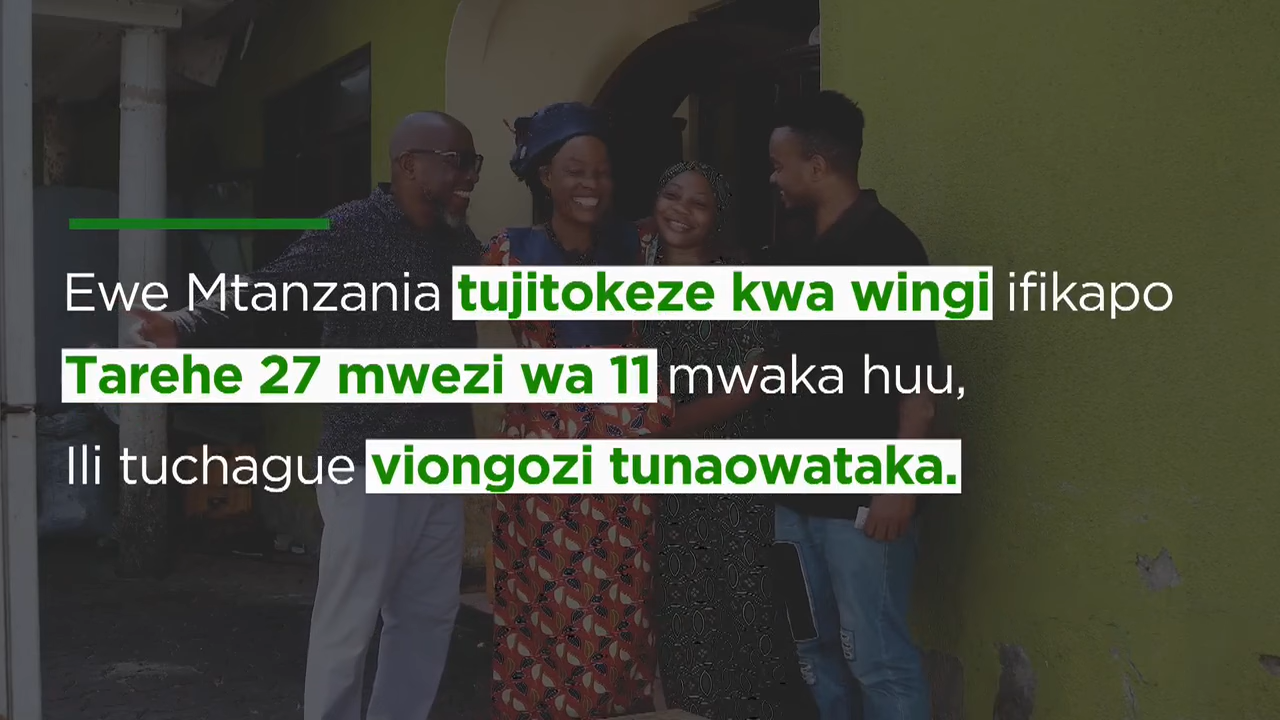 Ewe Mtanzania tujitokeze kwa wingi ifikapo
Tarehe 27 mwezi wa 11 mwaka huu,
Ili tuchague viongozi tunaowataka.